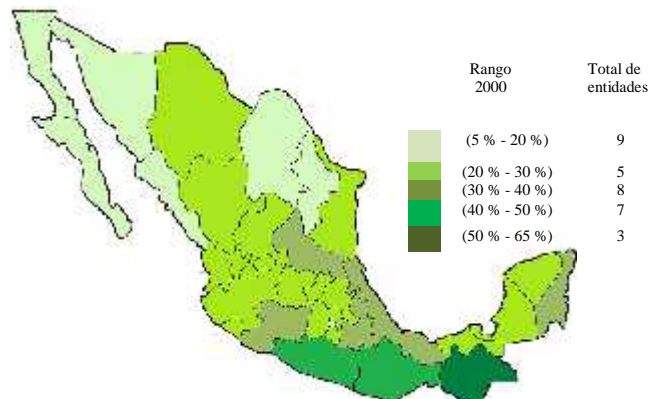 Rango Total de
2000 entidades
(5 % - 20 %) 9
(20 % - 30 %) 5
(30 % - 40 %) 8
(40 % - 50 %) 7
(50 % - 65 %) 3